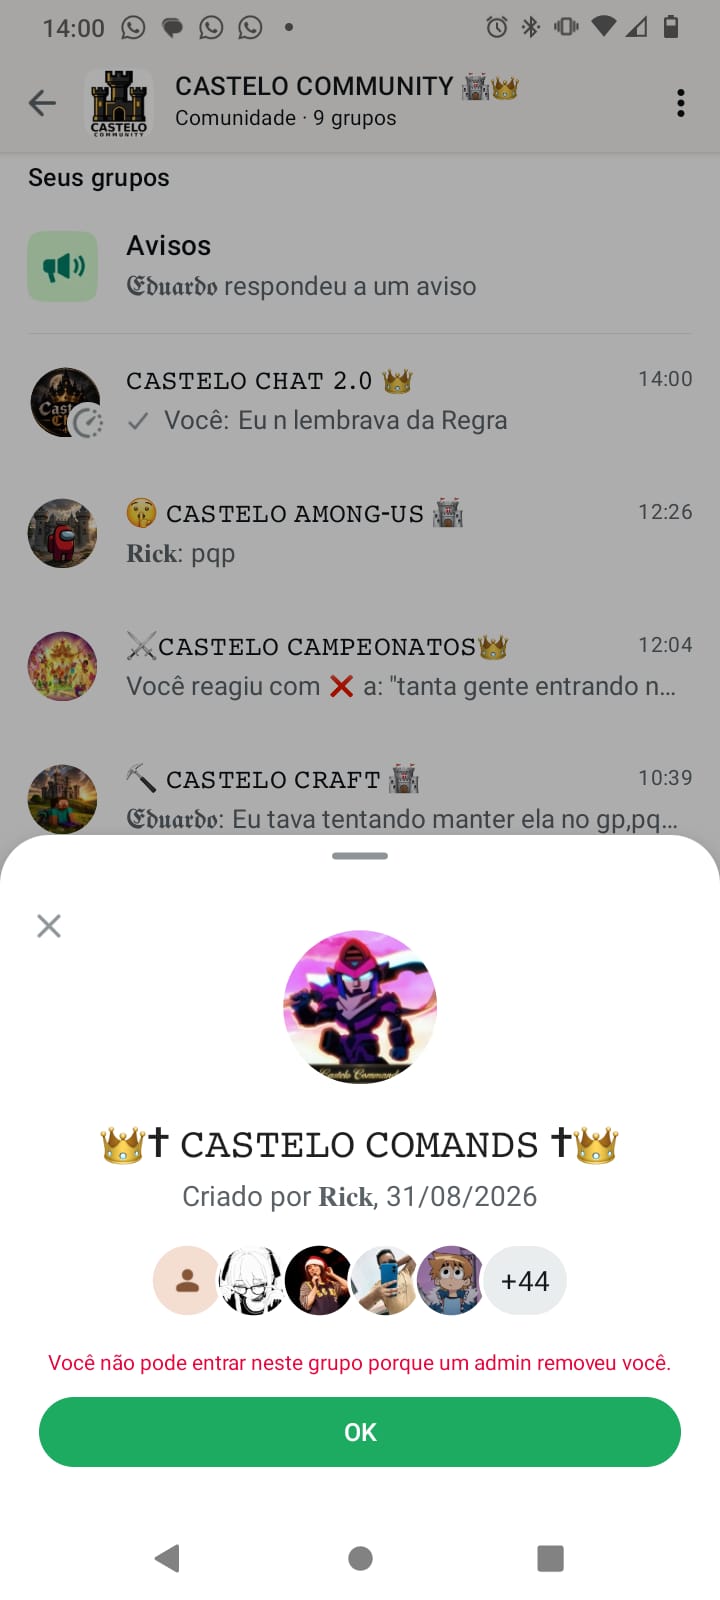 14:00
CASTELO COMMUNITY 🏰👑
Comunidade · 9 grupos
CASTELO
COMMUNITY
Seus grupos
Avisos
𝕰𝖉𝖚𝖆𝖗𝖉𝖔 respondeu a um aviso
𝙲𝙰𝚂𝚃𝙴𝙻𝙾 𝙲𝙷𝙰𝚃 𝟸.𝟶 👑
14:00
✓ Você: Eu n lembrava da Regra
🤫 𝙲𝙰𝚂𝚃𝙴𝙻𝙾 𝙰𝙼𝙾𝙽𝙶-𝚄𝚂 🏰
12:26
𝐑𝐢𝐜𝐤: pqp
⚔️𝙲𝙰𝚂𝚃𝙴𝙻𝙾 𝙲𝙰𝙼𝙿𝙴𝙾𝙽𝙰𝚃𝙾𝚂👑
12:04
Você reagiu com ❌ a: "tanta gente entrando n...
⛏️ 𝙲𝙰𝚂𝚃𝙴𝙻𝙾 𝙲𝚁𝙰𝙵𝚃 🏰
10:39
𝕰𝖉𝖚𝖆𝖗𝖉𝖔: Eu tava tentando manter ela no gp,pq...
👑✝ 𝙲𝙰𝚂𝚃𝙴𝙻𝙾 𝙲𝙾𝙼𝙰𝙽𝙳𝚂 ✝👑
Criado por 𝐑𝐢𝐜𝐤, 31/08/2026
+44
Você não pode entrar neste grupo porque um admin removeu você.
OK